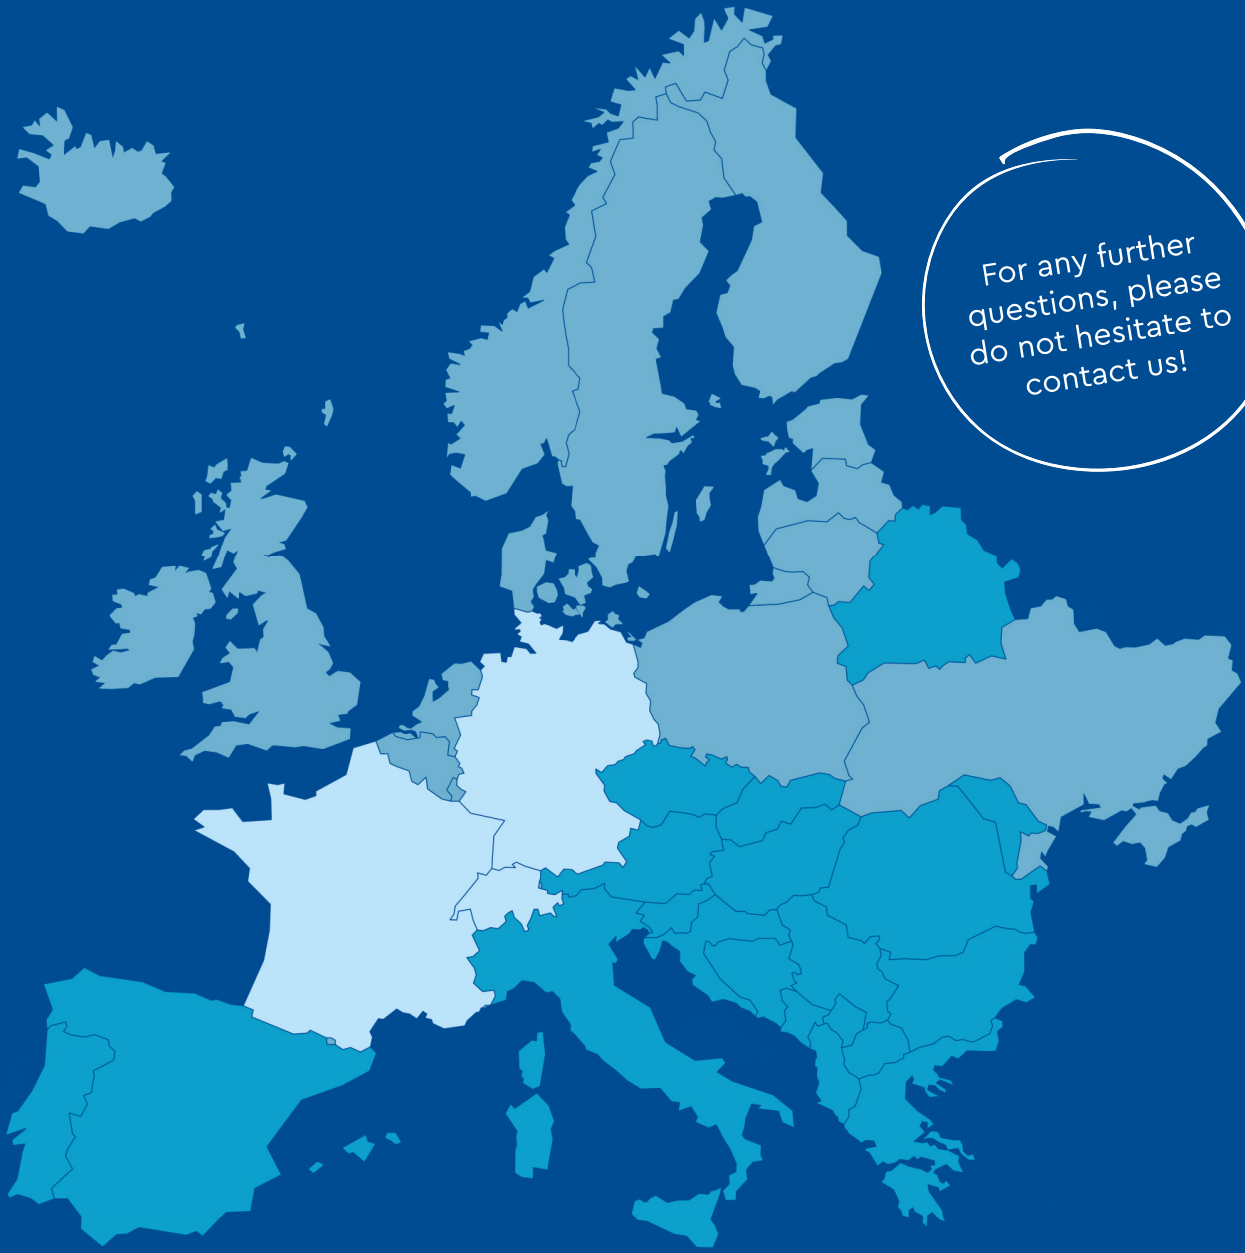 For any further
questions, please
do not hesitate to
contact us!